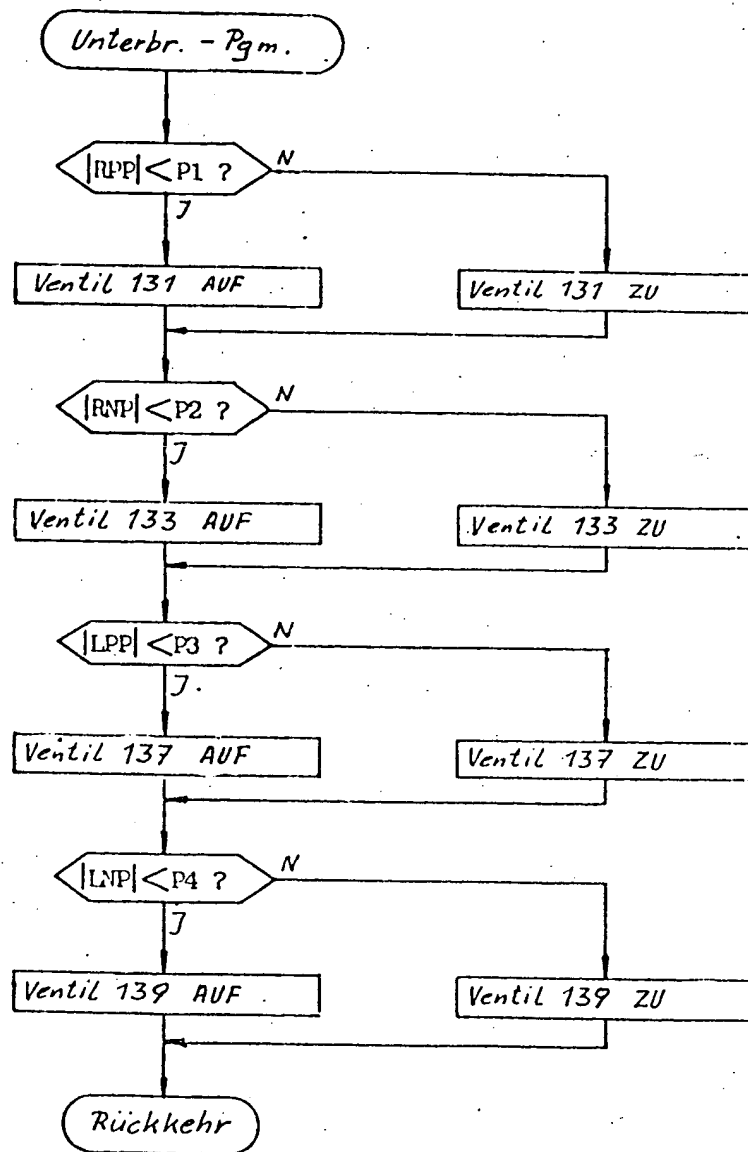 Unterbr. - Pgm.
|RPP| < P1 ?
N
J
Ventil 131 AUF
Ventil 131 ZU
|RNP| < P2 ?
N
J
Ventil 133 AUF
Ventil 133 ZU
|LPP| < P3 ?
N
J.
Ventil 137 AUF
Ventil 137 ZU
|LNP| < P4 ?
N
J
Ventil 139 AUF
Ventil 139 ZU
Rückkehr